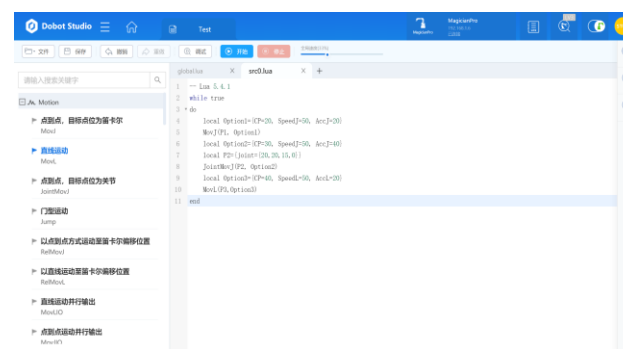 Dobot Studio
Test
MagicianPro
MagicianPro
文件
保存
撤销
调试
开始
停止
请输入搜索关键字
global.lua X src0.lua X +
Motion
点到点，目标点位为笛卡尔
MovJ
直线运动
MovL
点到点，目标点位为关节
JointMovJ
门型运动
Jump
以点到点方式运动至笛卡尔偏移位置
RelMovJ
以直线运动至笛卡尔偏移位置
RelMovL
直线运动并行输出
MovLIO
点到点运动并行输出
MovJIO
1 -- Lua 5.4.1
2 while true
3 do
4 local Option1={CP=20, SpeedJ=50, AccJ=20}
5 MovJ(P1, Option1)
6 local Option2={CP=30, SpeedJ=50, AccJ=40}
7 local P2={joint={20,20,15,0}}
8 JointMovJ(P2, Option2)
9 local Option3={CP=40, SpeedL=50, AccL=20}
10 MovL(P3,Option3)
11 end